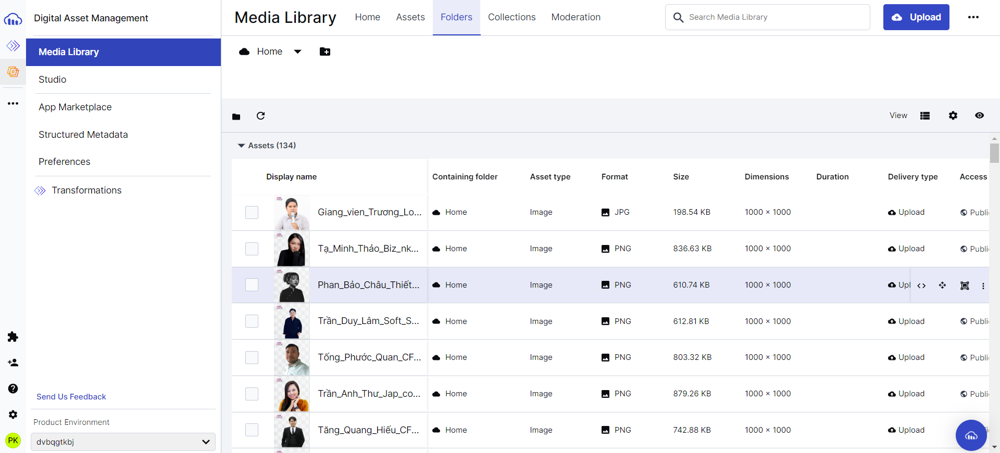 Digital Asset Management
Media Library
Studio
App Marketplace
Structured Metadata
Preferences
Transformations
Send Us Feedback
Product Environment
dvbqgtkbj
PK
Media Library
Home
Assets
Folders
Collections
Moderation
Search Media Library
Upload
Home
View
Assets (134)
Display name Containing folder Asset type Format Size Dimensions Duration Delivery type Access
Giang_vien_Trương_Lo... Home Image JPG 198.54 KB 1000 × 1000 Upload Publi
Tạ_Minh_Thảo_Biz_nk... Home Image PNG 836.63 KB 1000 × 1000 Upload Publi
Phan_Bảo_Châu_Thiết... Home Image PNG 610.74 KB 1000 × 1000 Upl
Trần_Duy_Lâm_Soft_S... Home Image PNG 612.81 KB 1000 × 1000 Upload Publi
Tống_Phước_Quan_CF... Home Image PNG 803.32 KB 1000 × 1000 Upload Publi
Trần_Anh_Thư_Jap_co... Home Image PNG 879.26 KB 1000 × 1000 Upload Publi
Tăng_Quang_Hiếu_CF... Home Image PNG 742.88 KB 1000 × 1000 Upload